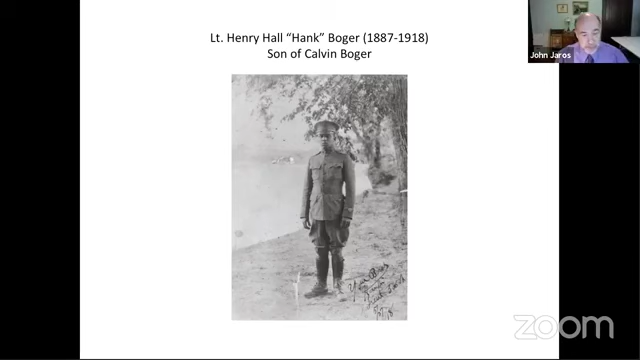 Lt. Henry Hall “Hank” Boger (1887-1918)
Son of Calvin Boger
John Jaros
zoom